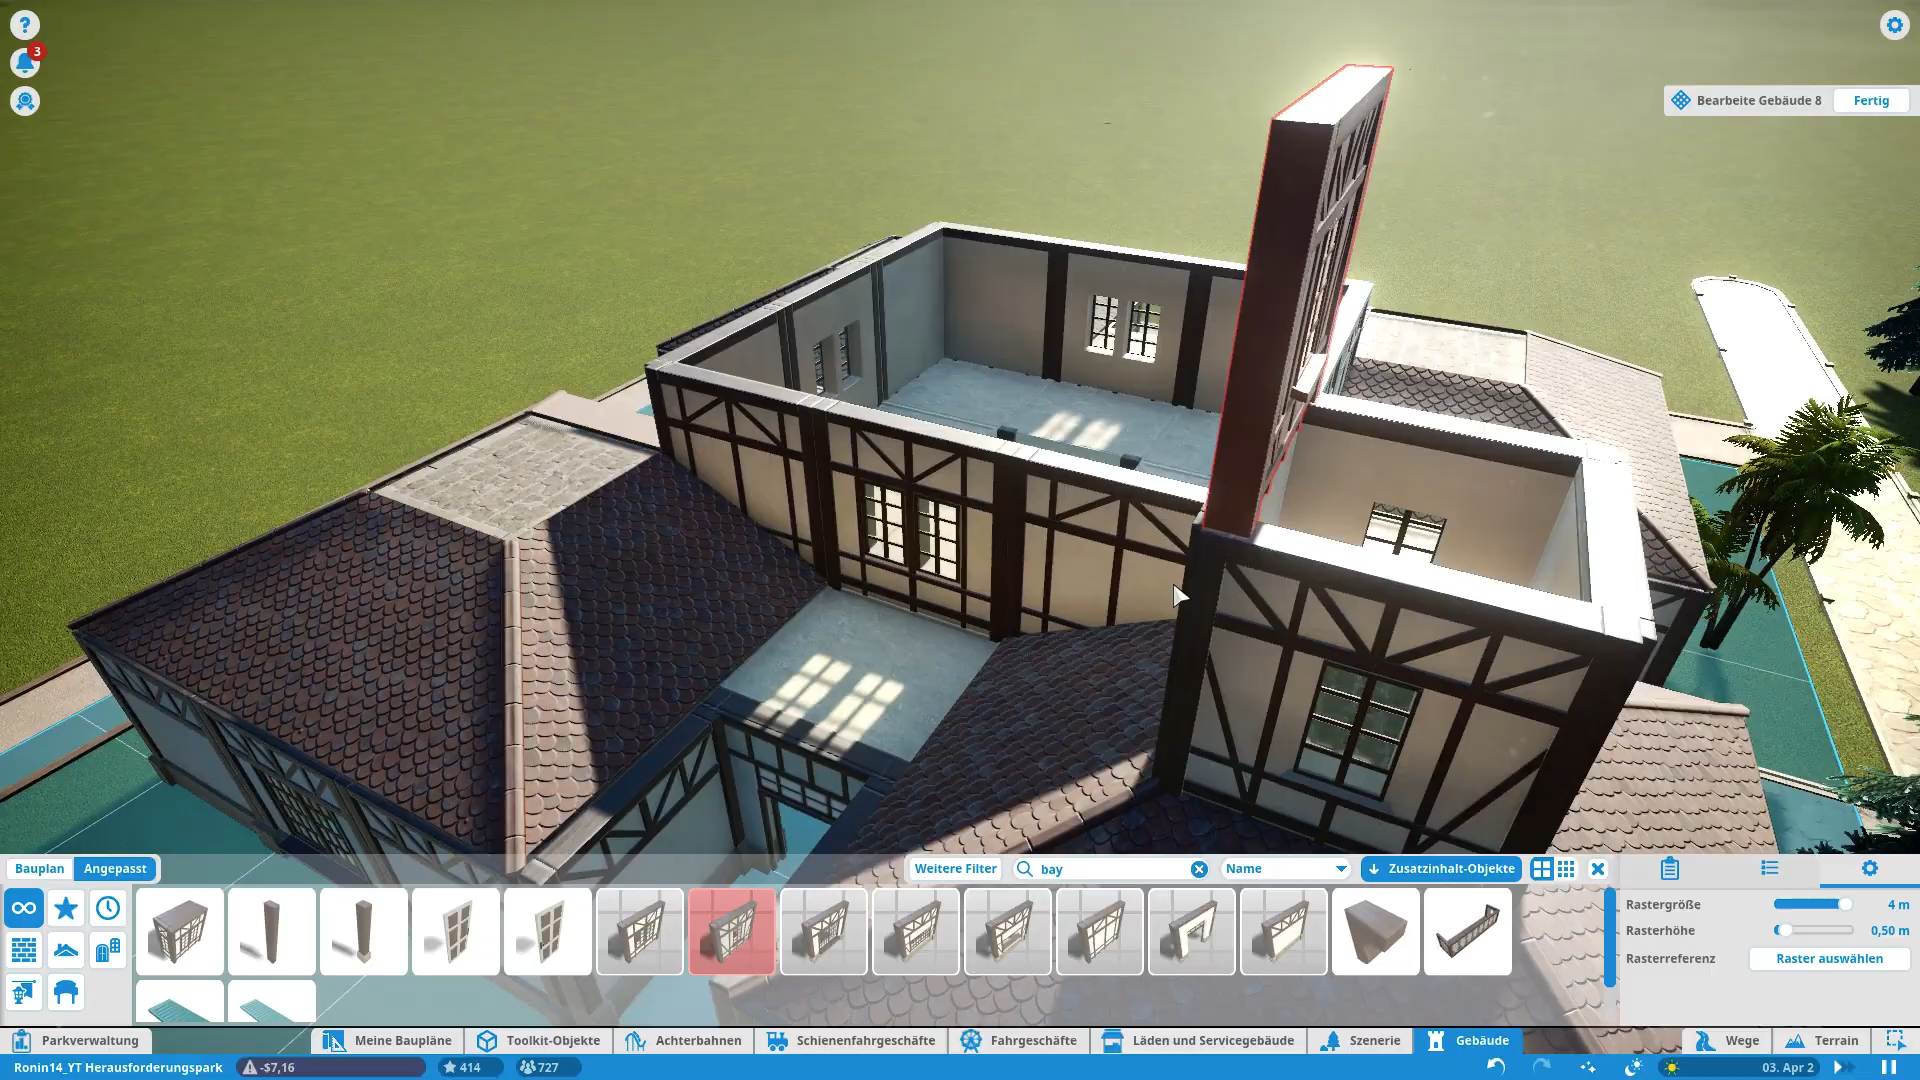 ?
3
Bearbeite Gebäude 8
Fertig
Bauplan
Angepasst
Weitere Filter
bay
Name
Zusatzinhalt-Objekte
Rastergröße
4 m
Rasterhöhe
0,50 m
Rasterreferenz
Raster auswählen
Parkverwaltung
Meine Baupläne
Toolkit-Objekte
Achterbahnen
Schienenfahrgeschäfte
Fahrgeschäfte
Läden und Servicegebäude
Szenerie
Gebäude
Wege
Terrain
Ronin14_YT Herausforderungspark
-$7,16
414
727
03. Apr 2